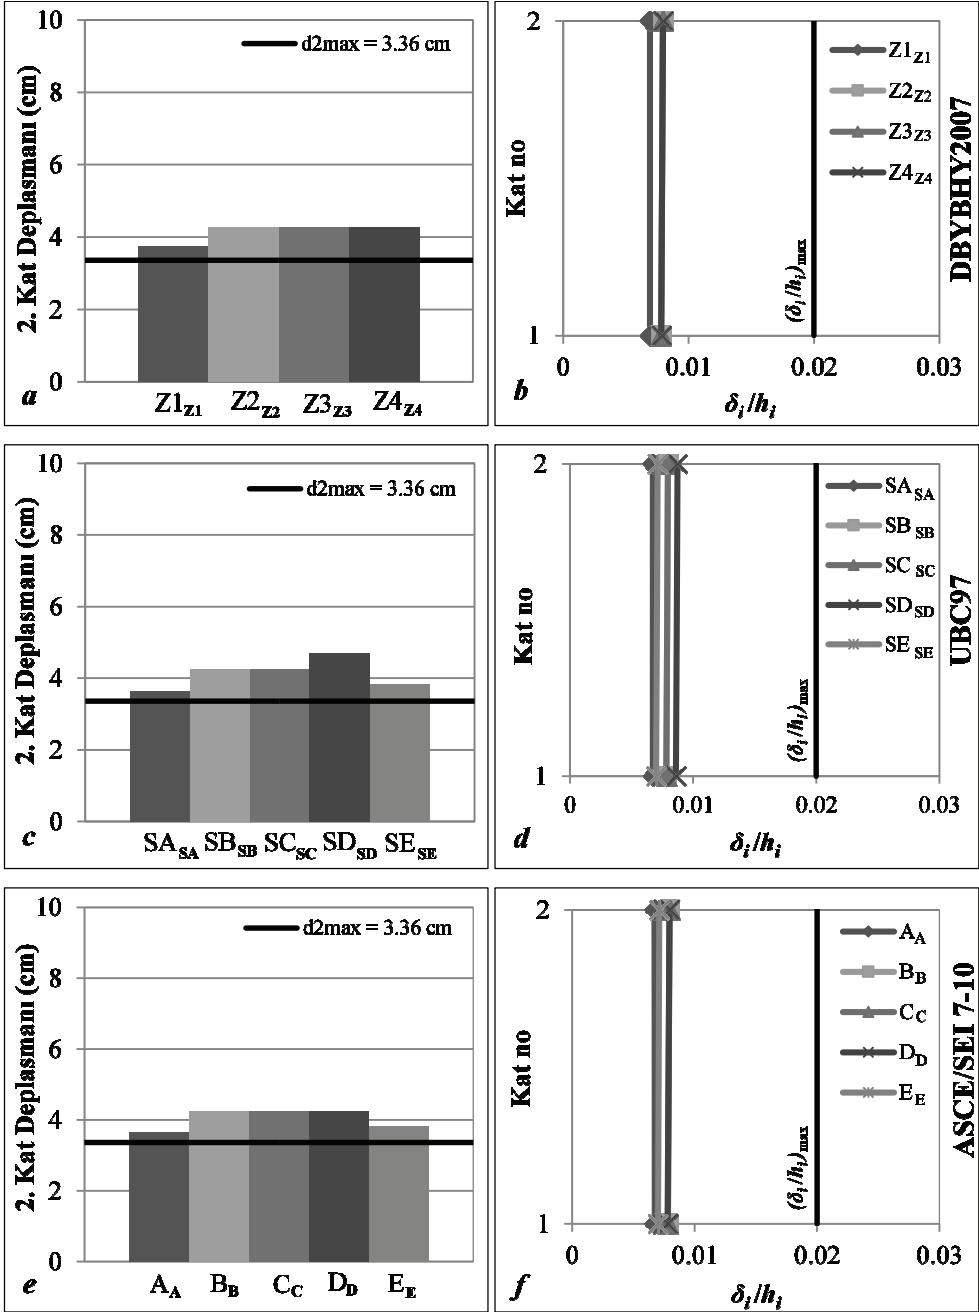 2. Kat Deplasmanı (cm)
10
8
6
4
2
0
d2max = 3.36 cm
Z1Z1 Z2Z2 Z3Z3 Z4Z4
a
Kat no
2
1
0 0.01 0.02 0.03
δi/hi
(δi/hi)max
Z1Z1
Z2Z2
Z3Z3
Z4Z4
b
DBYBHY2007
2. Kat Deplasmanı (cm)
10
8
6
4
2
0
d2max = 3.36 cm
SASA SBSB SCSC SDSD SESE
c
Kat no
2
1
0 0.01 0.02 0.03
δi/hi
(δi/hi)max
SASA
SBSB
SCSC
SDSD
SESE
d
UBC97
2. Kat Deplasmanı (cm)
10
8
6
4
2
0
d2max = 3.36 cm
AA BB CC DD EE
e
Kat no
2
1
0 0.01 0.02 0.03
δi/hi
(δi/hi)max
AA
BB
CC
DD
EE
f
ASCE/SEI 7-10